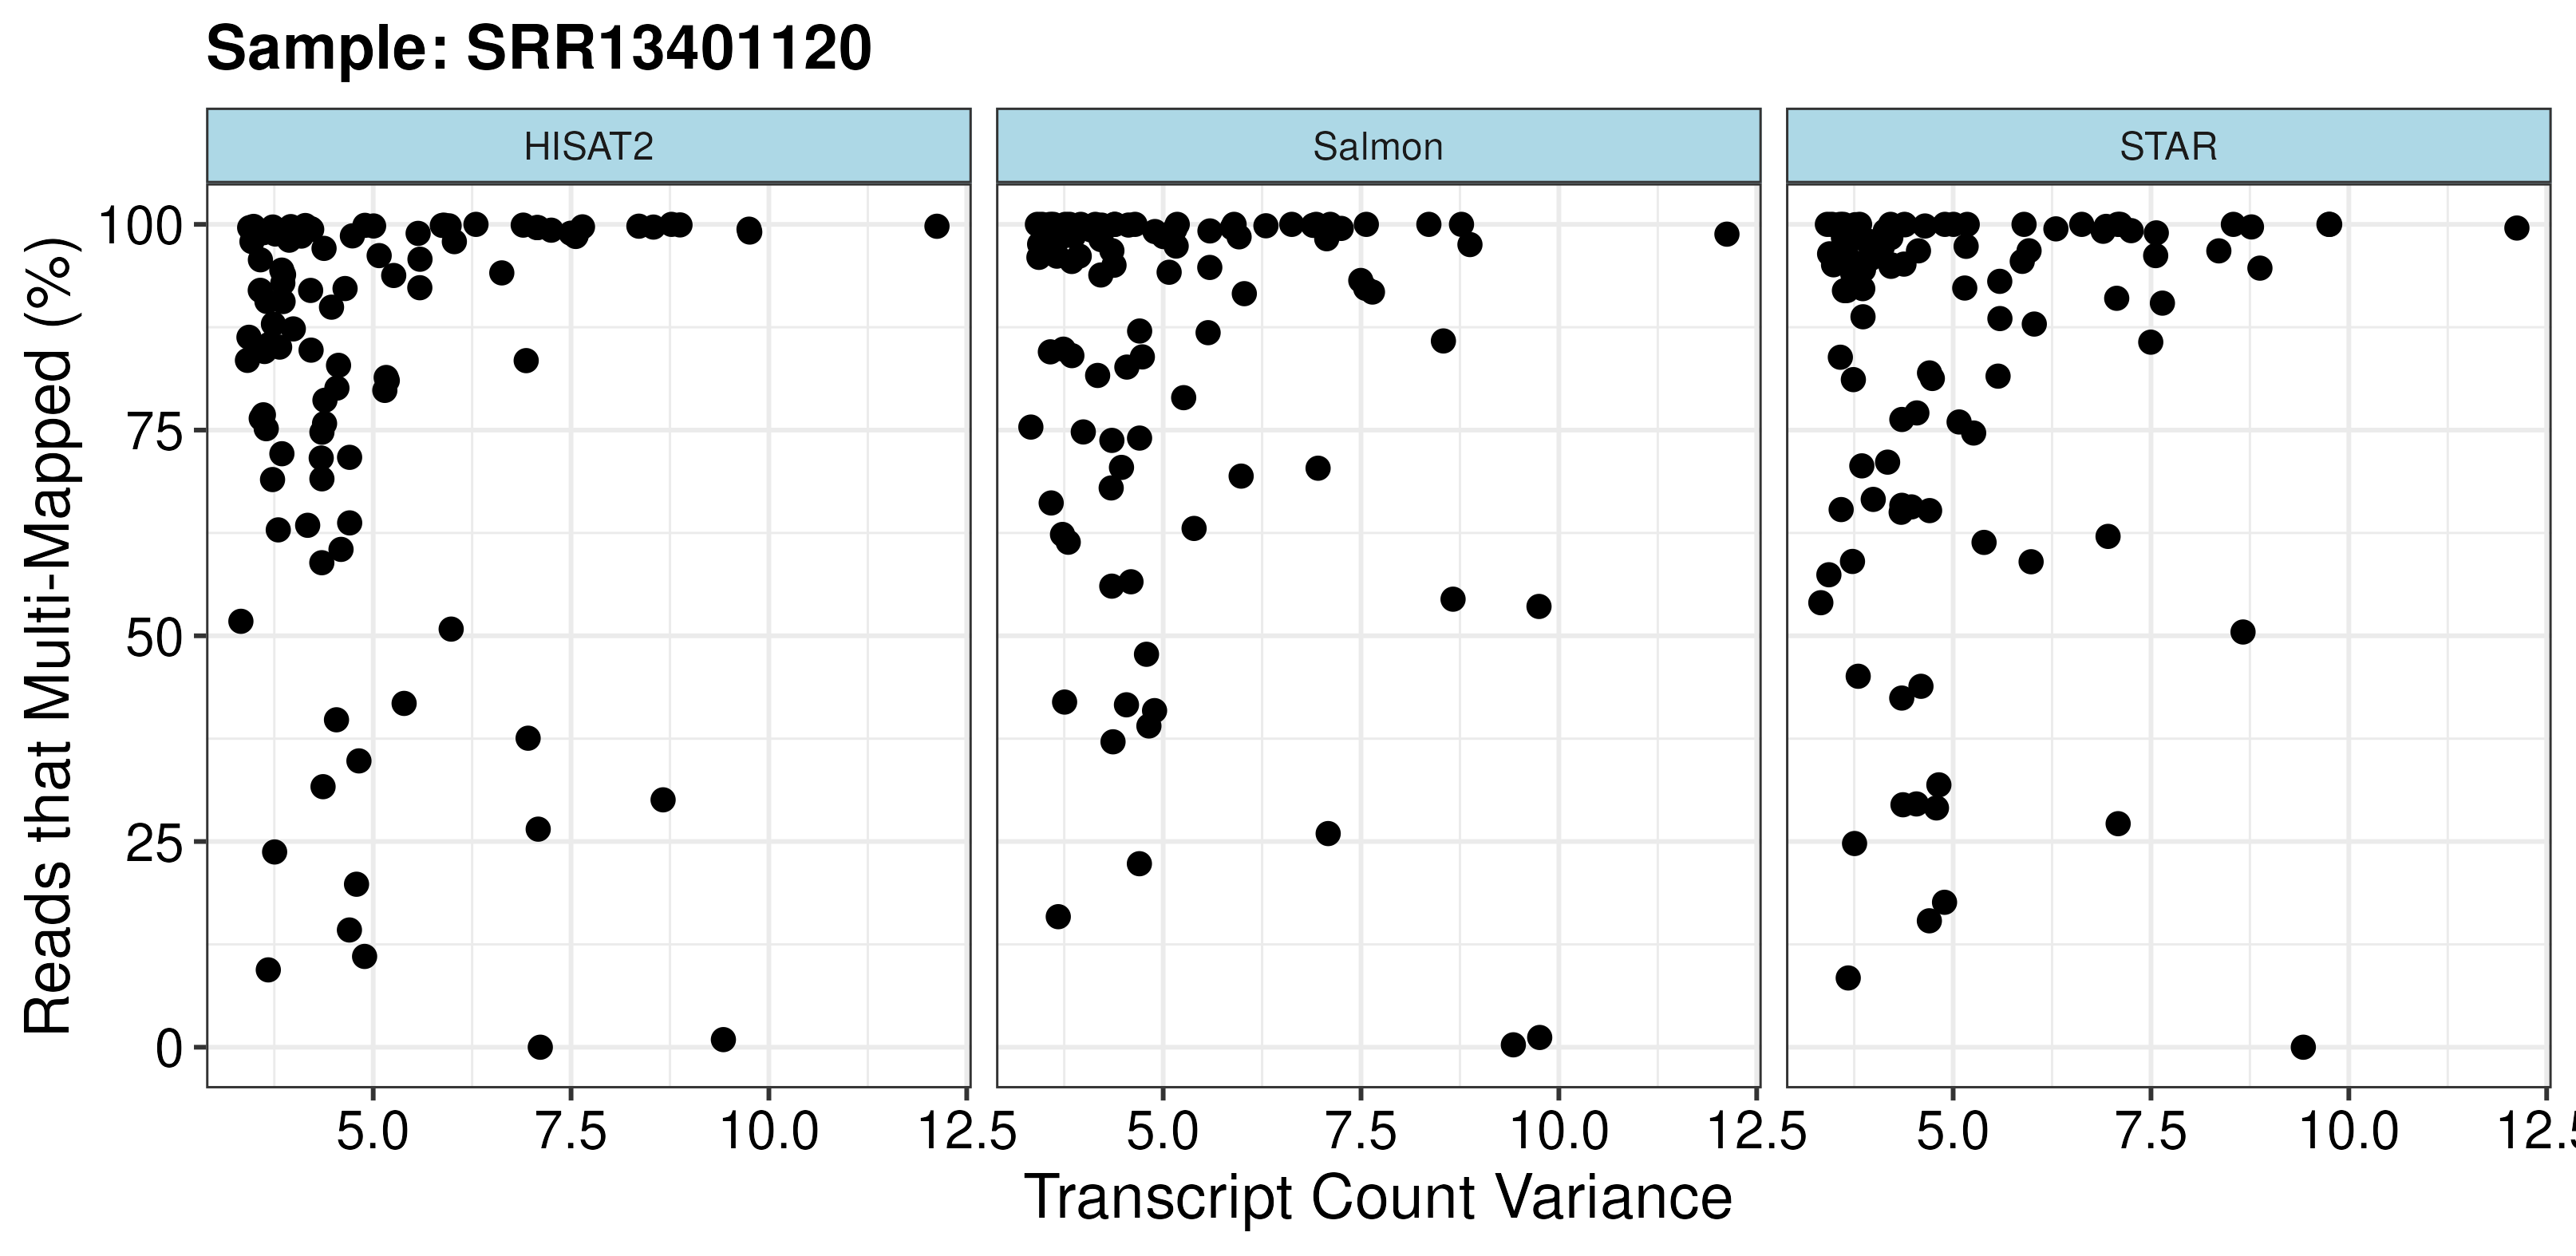 Sample: SRR13401120
HISAT2 Salmon STAR
Reads that Multi-Mapped (%)
100
75
50
25
0
5.0 7.5 10.0 12.5 5.0 7.5 10.0 12.5 5.0 7.5 10.0 12.5
Transcript Count Variance